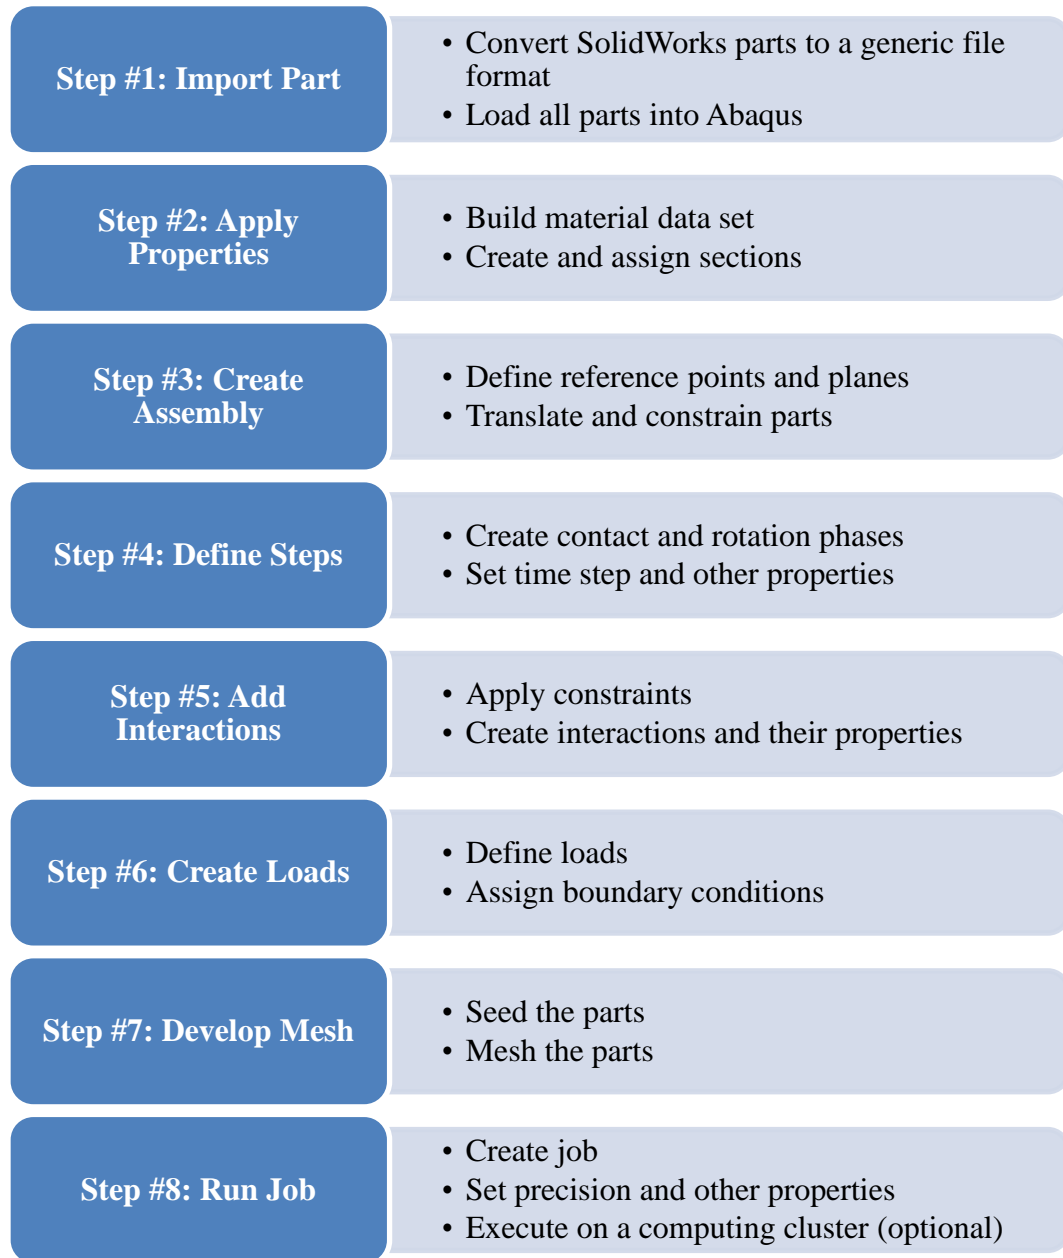 Step #1: Import Part
• Convert SolidWorks parts to a generic file
format
• Load all parts into Abaqus
Step #2: Apply
Properties
• Build material data set
• Create and assign sections
Step #3: Create
Assembly
• Define reference points and planes
• Translate and constrain parts
Step #4: Define Steps
• Create contact and rotation phases
• Set time step and other properties
Step #5: Add
Interactions
• Apply constraints
• Create interactions and their properties
Step #6: Create Loads
• Define loads
• Assign boundary conditions
Step #7: Develop Mesh
• Seed the parts
• Mesh the parts
Step #8: Run Job
• Create job
• Set precision and other properties
• Execute on a computing cluster (optional)